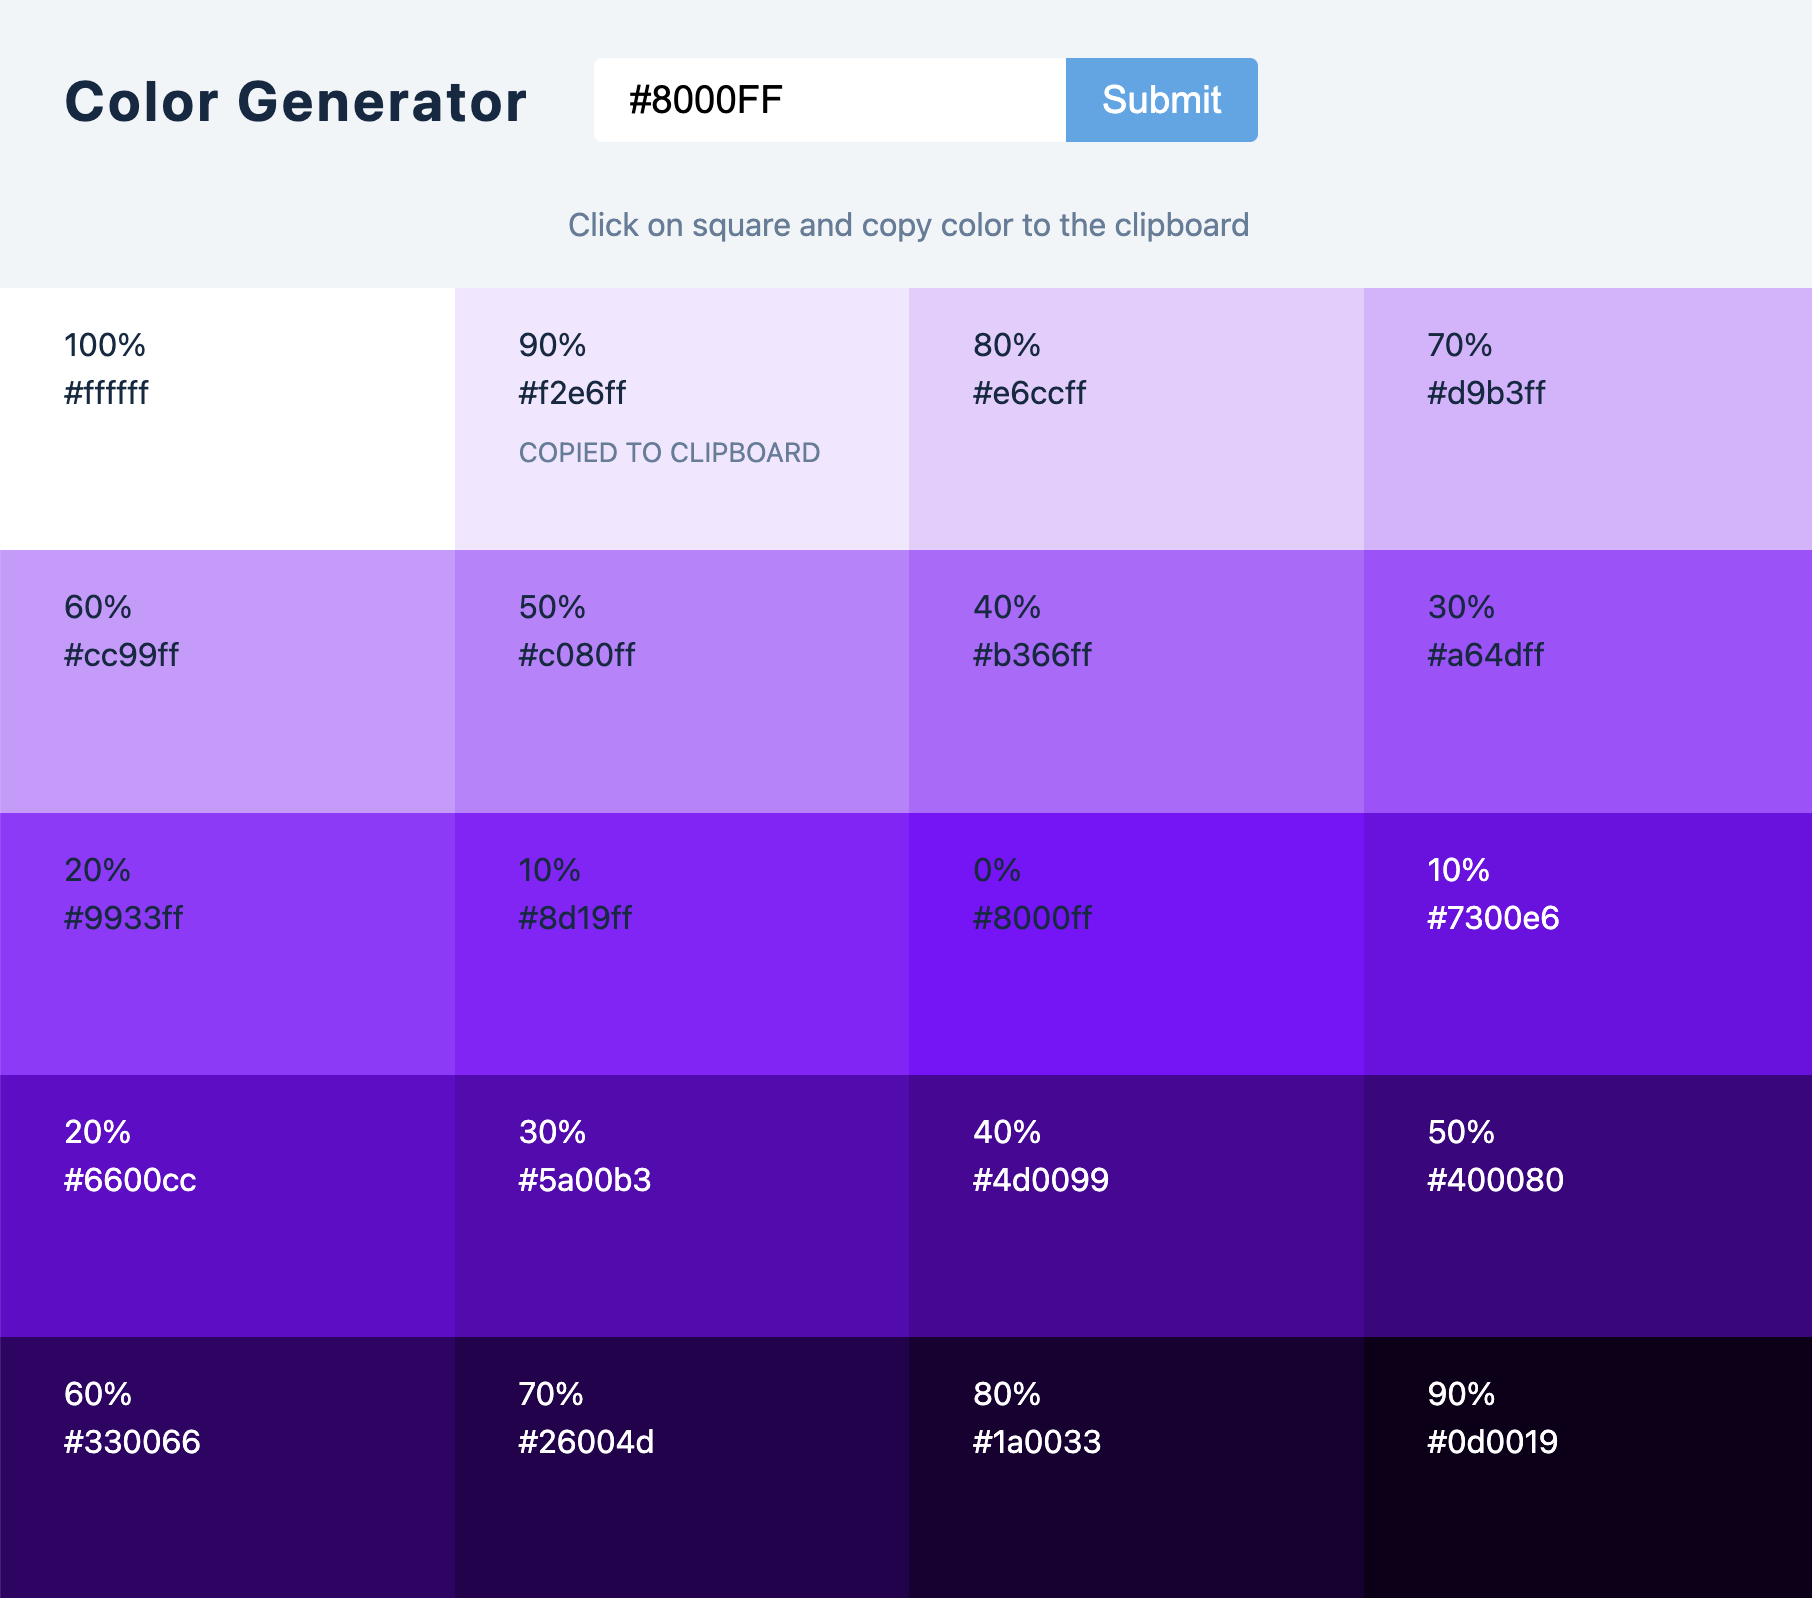 Color Generator
#8000FF
Submit
Click on square and copy color to the clipboard
100%
#ffffff
90%
#f2e6ff
COPIED TO CLIPBOARD
80%
#e6ccff
70%
#d9b3ff
60%
#cc99ff
50%
#c080ff
40%
#b366ff
30%
#a64dff
20%
#9933ff
10%
#8d19ff
0%
#8000ff
10%
#7300e6
20%
#6600cc
30%
#5a00b3
40%
#4d0099
50%
#400080
60%
#330066
70%
#26004d
80%
#1a0033
90%
#0d0019